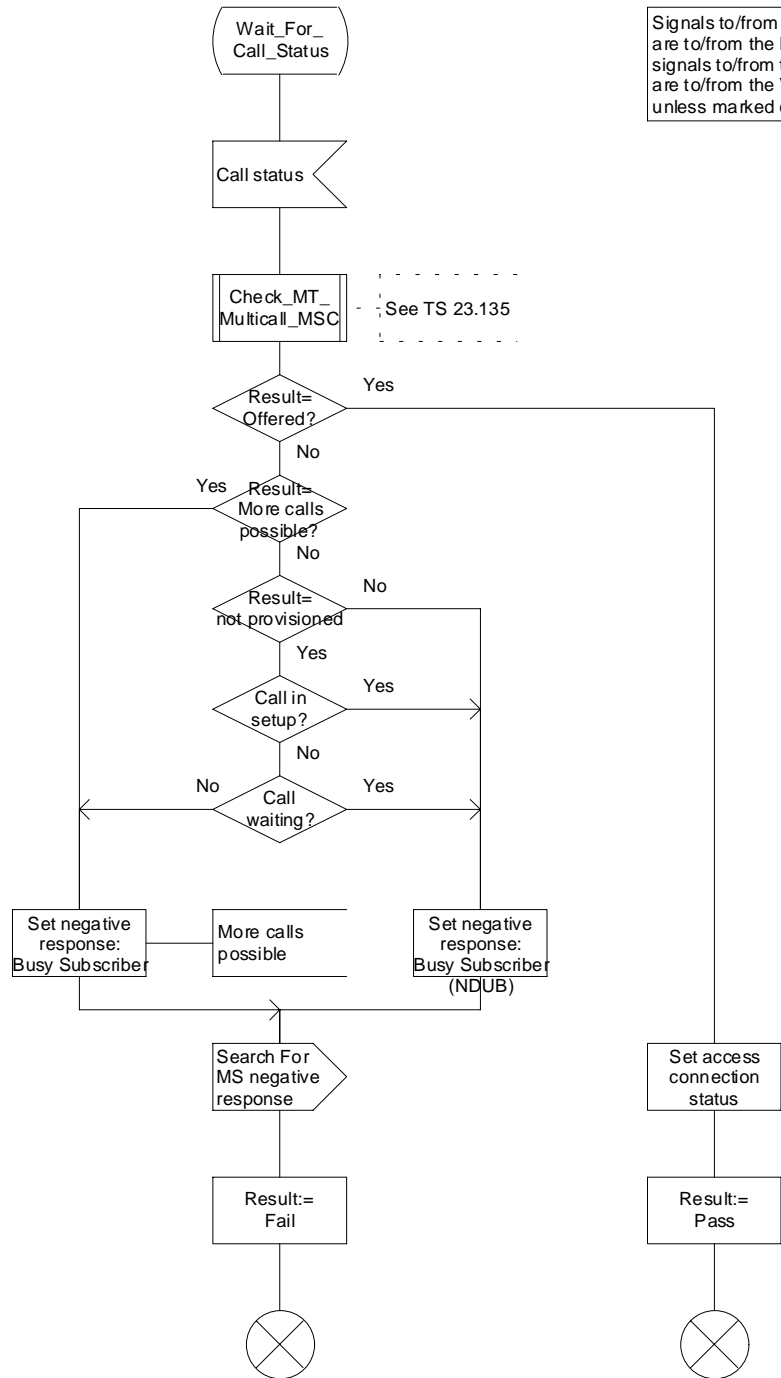 Wait_For_
Call_Status
Signals to/from
are to/from the
signals to/from
are to/from the
unless marked
Call status
Check_MT_
Multicall_MSC
See TS 23.135
Result=
Offered?
Yes
No
Result=
More calls
possible?
Yes
No
Result=
not provisioned
No
Yes
Call in
setup?
Yes
No
Call
waiting?
No
Yes
Set negative
response:
Busy Subscriber
More calls
possible
Set negative
response:
Busy Subscriber
(NDUB)
Search For
MS negative
response
Set access
connection
status
Result:=
Fail
Result:=
Pass